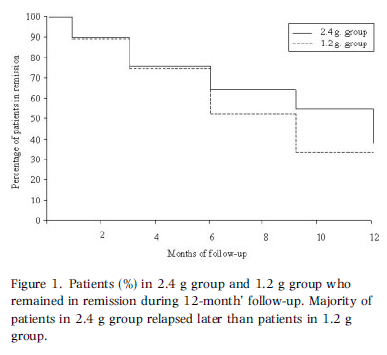 100
90
80
70
60
50
40
30
20
10
0
Percentage of patients in remission
2.4 g. group
1.2 g. group
2 4 6 8 10 12
Months of follow-up
Figure 1. Patients (%) in 2.4 g group and 1.2 g group who
remained in remission during 12-month' follow-up. Majority of
patients in 2.4 g group relapsed later than patients in 1.2 g
group.